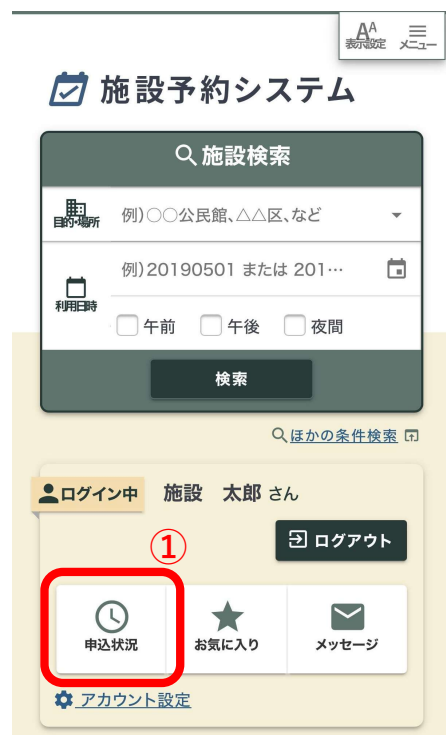 AA
表示設定 メニュー
施設予約システム
施設検索
目的・場所 例)○○公民館、△△区、など
利用日時 例)20190501 または 201…
午前 午後 夜間
検索
ほかの条件検索
ログイン中 施設 太郎 さん
① ログアウト
申込状況 お気に入り メッセージ
アカウント設定